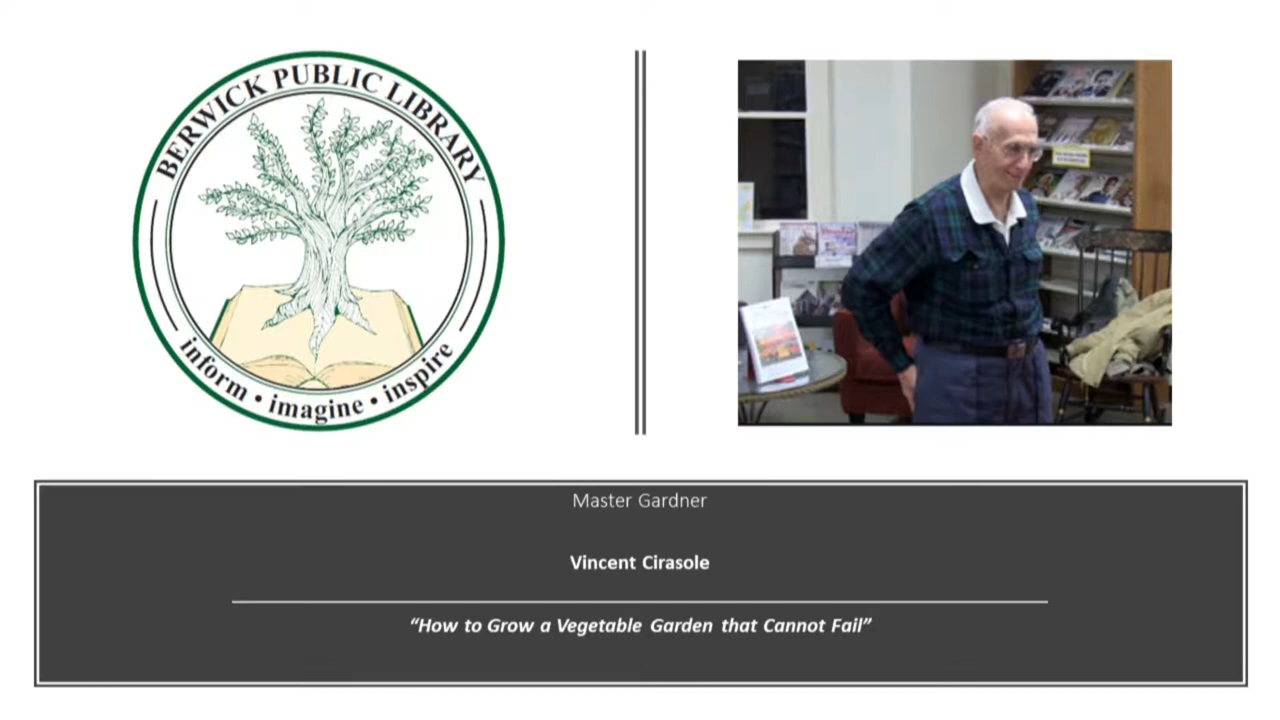 BERWICK PUBLIC LIBRARY
inform • imagine • inspire
Master Gardner
Vincent Cirasole
“How to Grow a Vegetable Garden that Cannot Fail”